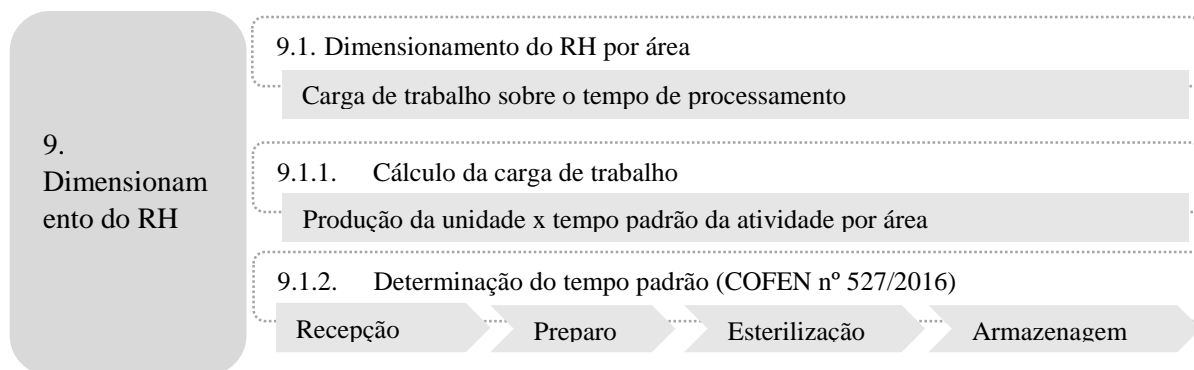 9.
Dimensionam
ento do RH
9.1. Dimensionamento do RH por área
Carga de trabalho sobre o tempo de processamento
9.1.1. Cálculo da carga de trabalho
Produção da unidade x tempo padrão da atividade por área
9.1.2. Determinação do tempo padrão (COFEN nº 527/2016)
Recepção Preparo Esterilização Armazenagem